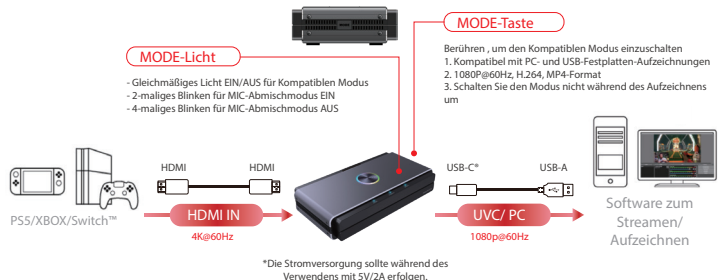 MODE-Licht
- Gleichmäßiges Licht EIN/AUS für Kompatiblen Modus
- 2-maliges Blinken für MIC-Abmischmodus EIN
- 4-maliges Blinken für MIC-Abmischmodus AUS
MODE-Taste
Berühren , um den Kompatiblen Modus einzuschalten
1. Kompatibel mit PC- und USB-Festplatten-Aufzeichnungen
2. 1080P@60Hz, H.264, MP4-Format
3. Schalten Sie den Modus nicht während des Aufzeichnens
um
PS5/XBOX/Switch™
HDMI
HDMI
HDMI IN
4K@60Hz
USB-C*
USB-A
UVC/ PC
1080p@60Hz
Software zum
Streamen/
Aufzeichnen
*Die Stromversorgung sollte während des
Verwendens mit 5V/2A erfolgen.